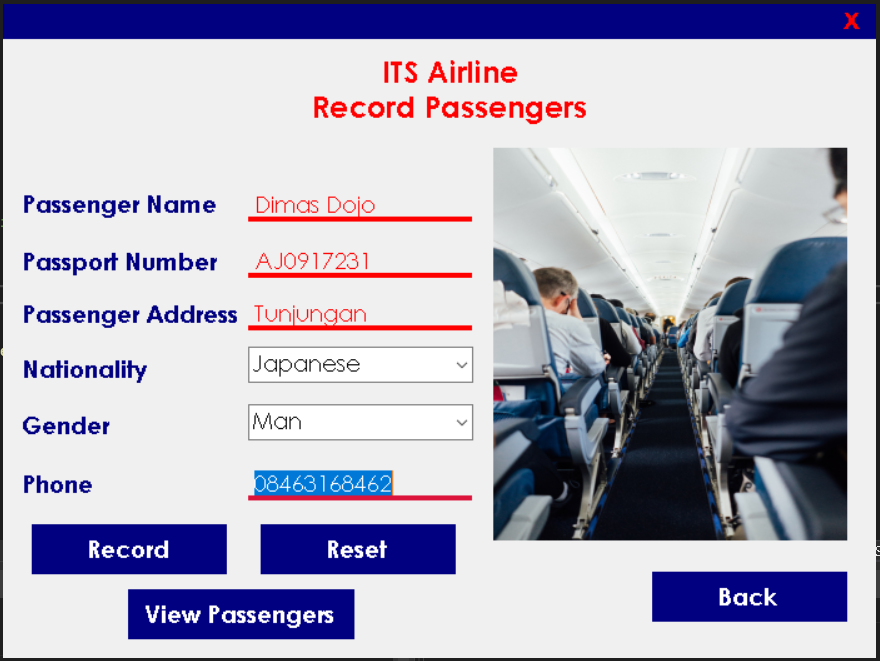 X
ITS Airline
Record Passengers
Passenger Name Dimas Dojo
Passport Number AJ0917231
Passenger Address Tunjungan
Nationality Japanese
Gender Man
Phone 08463168462
Record Reset
View Passengers
Back